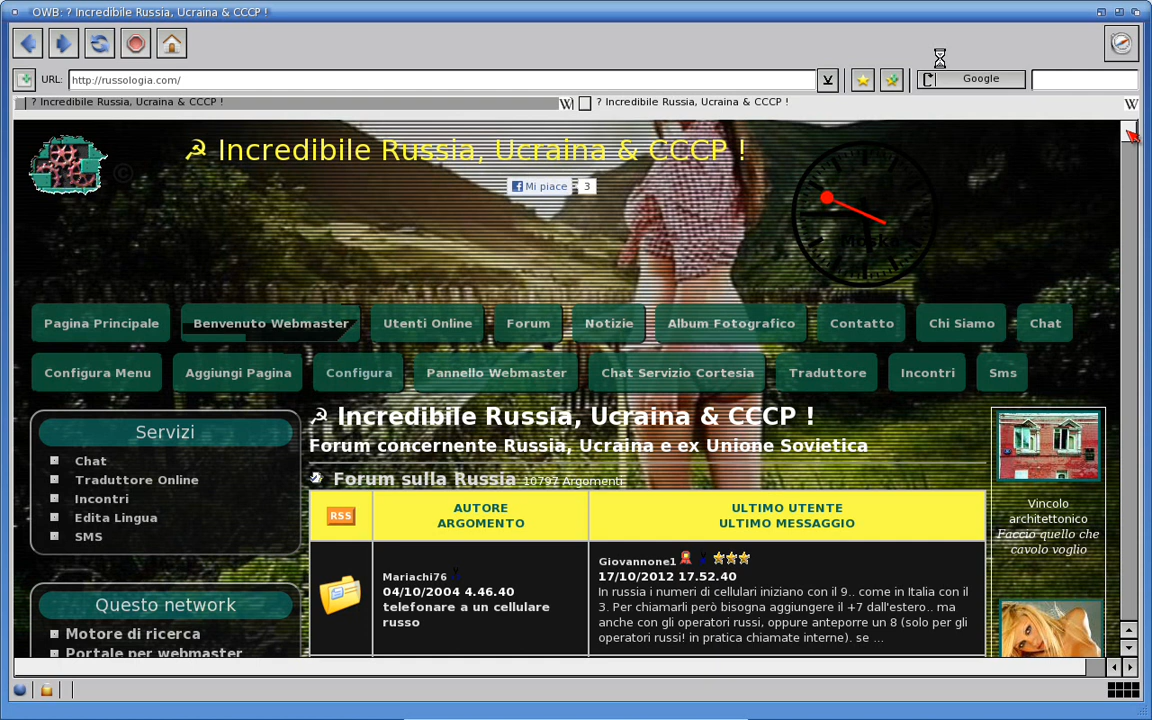 OWB: ? Incredibile Russia, Ucraina & CCCP !
URL: http://russologia.com/
Google
? Incredibile Russia, Ucraina & CCCP !
? Incredibile Russia, Ucraina & CCCP !
☭ Incredibile Russia, Ucraina & CCCP !
©
Mi piace 3
Pagina Principale Benvenuto Webmaster Utenti Online Forum Notizie Album Fotografico Contatto Chi Siamo Chat
Configura Menu Aggiungi Pagina Configura Pannello Webmaster Chat Servizio Cortesia Traduttore Incontri Sms
Servizi
Chat
Traduttore Online
Incontri
Edita Lingua
SMS
Questo network
Motore di ricerca
Portale per webmaster
☭ Incredibile Russia, Ucraina & CCCP !
Forum concernente Russia, Ucraina e ex Unione Sovietica
Forum sulla Russia 10797 Argomenti
RSS
AUTORE
ARGOMENTO
ULTIMO UTENTE
ULTIMO MESSAGGIO
Mariachi76
04/10/2004 4.46.40
telefonare a un cellulare
russo
Giovannone1
17/10/2012 17.52.40
In russia i numeri di cellulari iniziano con il 9.. come in Italia con il
3. Per chiamarli però bisogna aggiungere il +7 dall'estero.. ma
anche con gli operatori russi, oppure anteporre un 8 (solo per gli
operatori russi! in pratica chiamate interne). se ...
Vincolo
architettonico
Faccio quello che
cavolo voglio